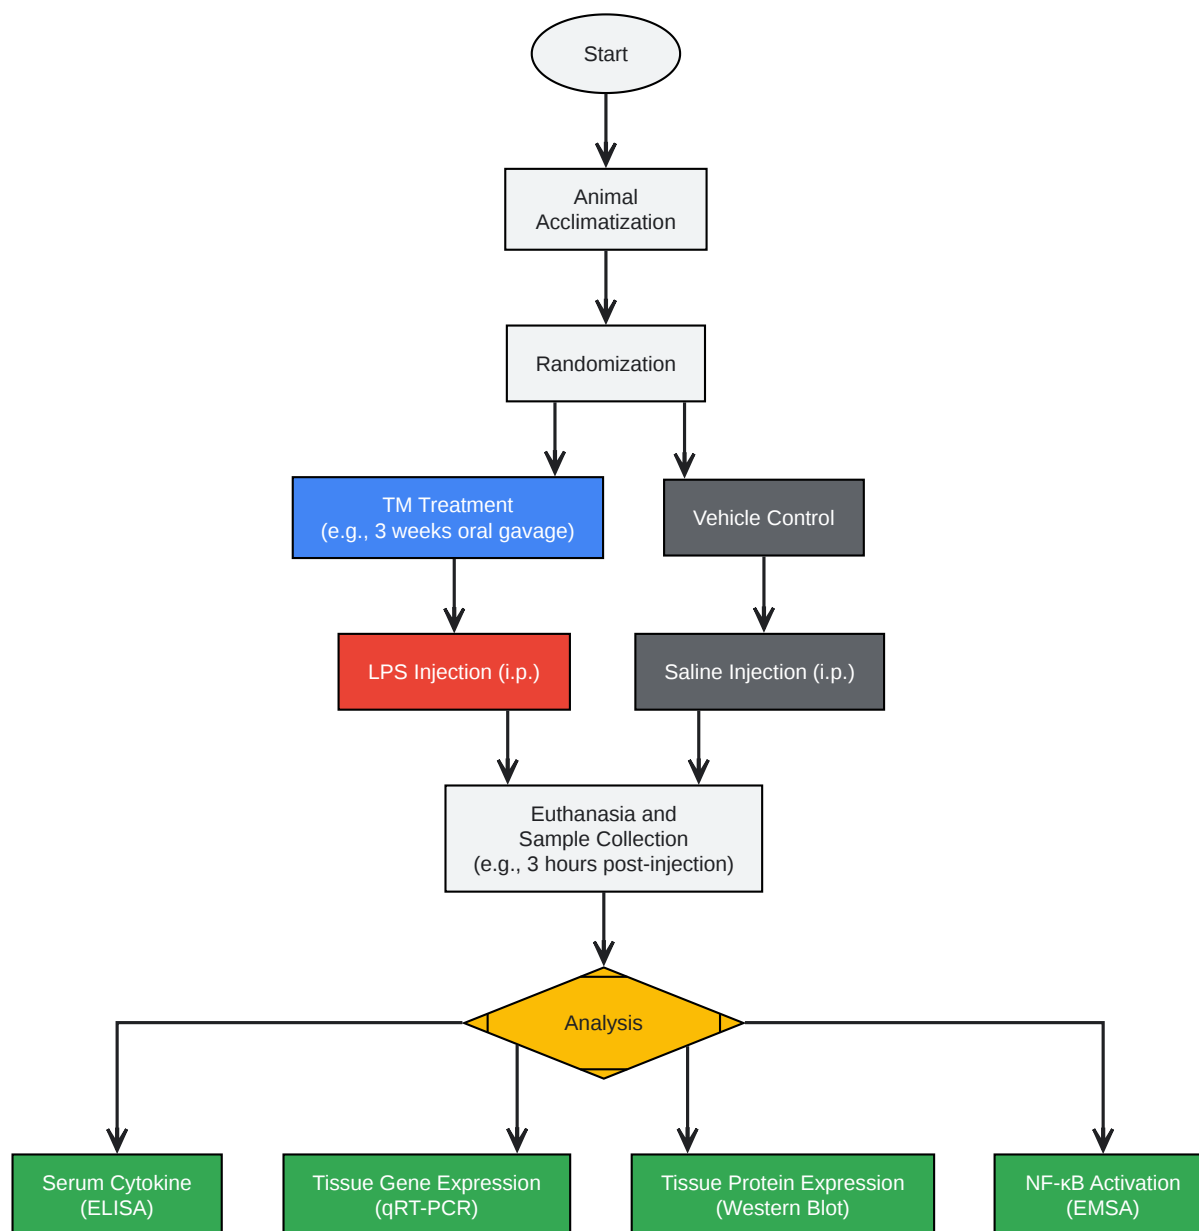 Start
Animal
Acclimatization
Randomization
TM Treatment
(e.g., 3 weeks oral gavage)
Vehicle Control
LPS Injection (i.p.)
Saline Injection (i.p.)
Euthanasia and
Sample Collection
(e.g., 3 hours post-injection)
Analysis
Serum Cytokine
(ELISA)
Tissue Gene Expression
(qRT-PCR)
Tissue Protein Expression
(Western Blot)
NF-κB Activation
(EMSA)